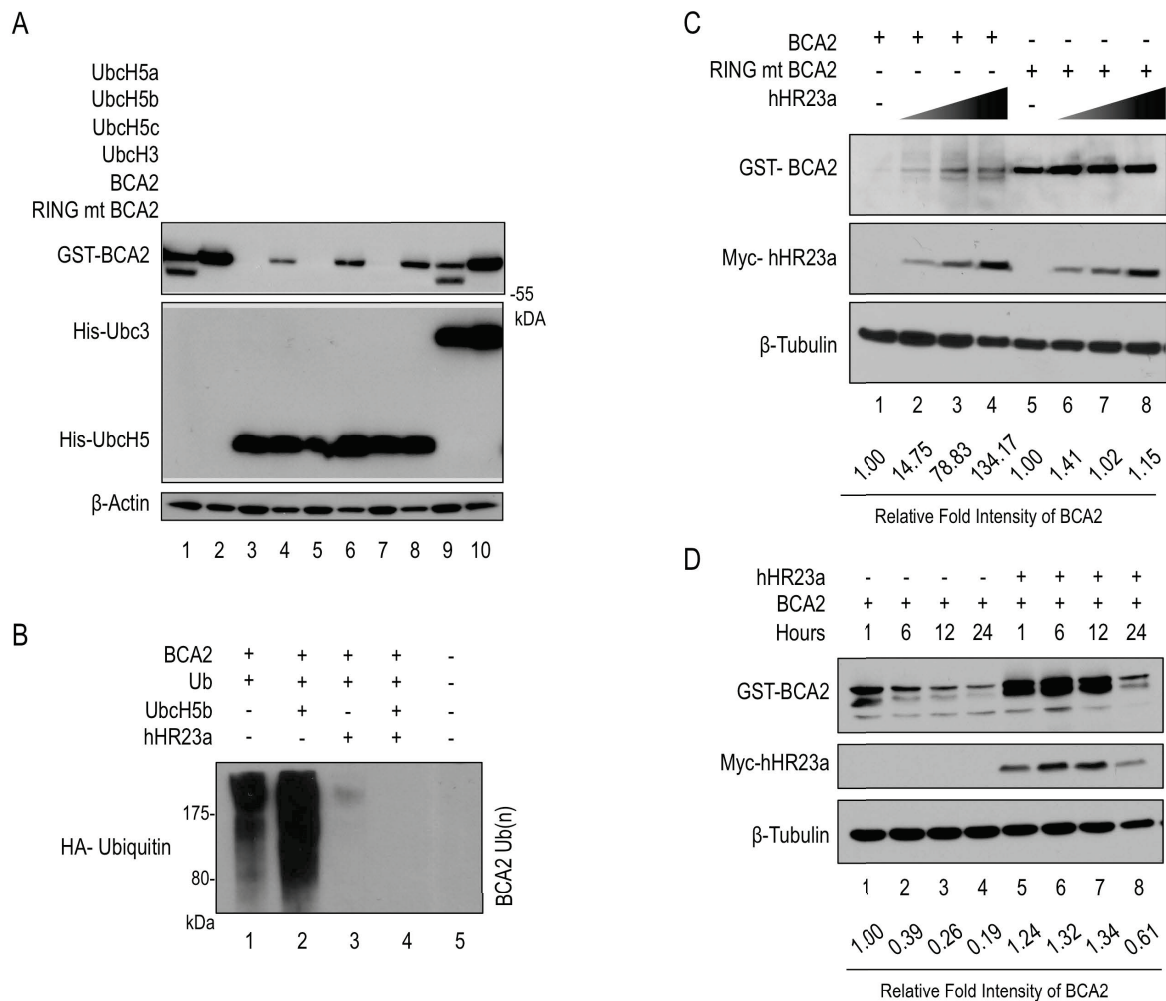 A
UbcH5a
UbcH5b
UbcH5c
UbcH3
BCA2
RING mt BCA2
GST-BCA2
-55
kDA
His-Ubc3
His-UbcH5
β-Actin
1 2 3 4 5 6 7 8 9 10
B
BCA2 + + + + -
Ub + + + + -
UbcH5b - + - + -
hHR23a - - + + -
175-
HA- Ubiquitin
80-
kDa
BCA2 Ub(n)
1 2 3 4 5
C
BCA2 + + + + - - - -
RING mt BCA2 - - - - + + + +
hHR23a - -
GST- BCA2
Myc- hHR23a
β-Tubulin
1 2 3 4 5 6 7 8
1.00 14.75 78.83 134.17 1.00 1.41 1.02 1.15
Relative Fold Intensity of BCA2
D
hHR23a - - - - + + + +
BCA2 + + + + + + + +
Hours 1 6 12 24 1 6 12 24
GST-BCA2
Myc-hHR23a
β-Tubulin
1 2 3 4 5 6 7 8
1.00 0.39 0.26 0.19 1.24 1.32 1.34 0.61
Relative Fold Intensity of BCA2